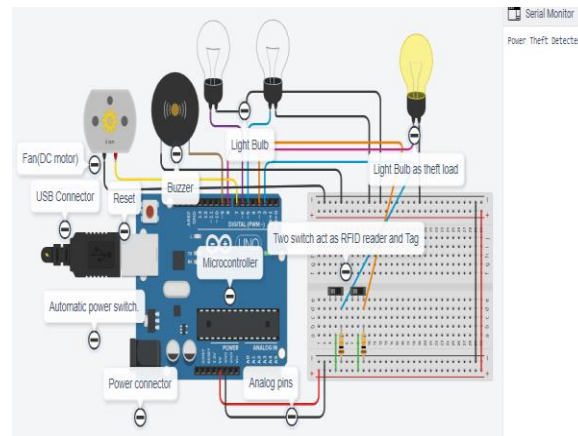 Serial Monitor
Power Theft Detecte
Light Bulb
Fan(DC motor)
Light Bulb as theft load
Buzzer
USB Connector
Reset
DIGITAL (PWM~)
UNO
Two switch act as RFID reader and Tag
Microcontroller
Automatic power switch.
POWER
ANALOG IN
Power connector
Analog pins